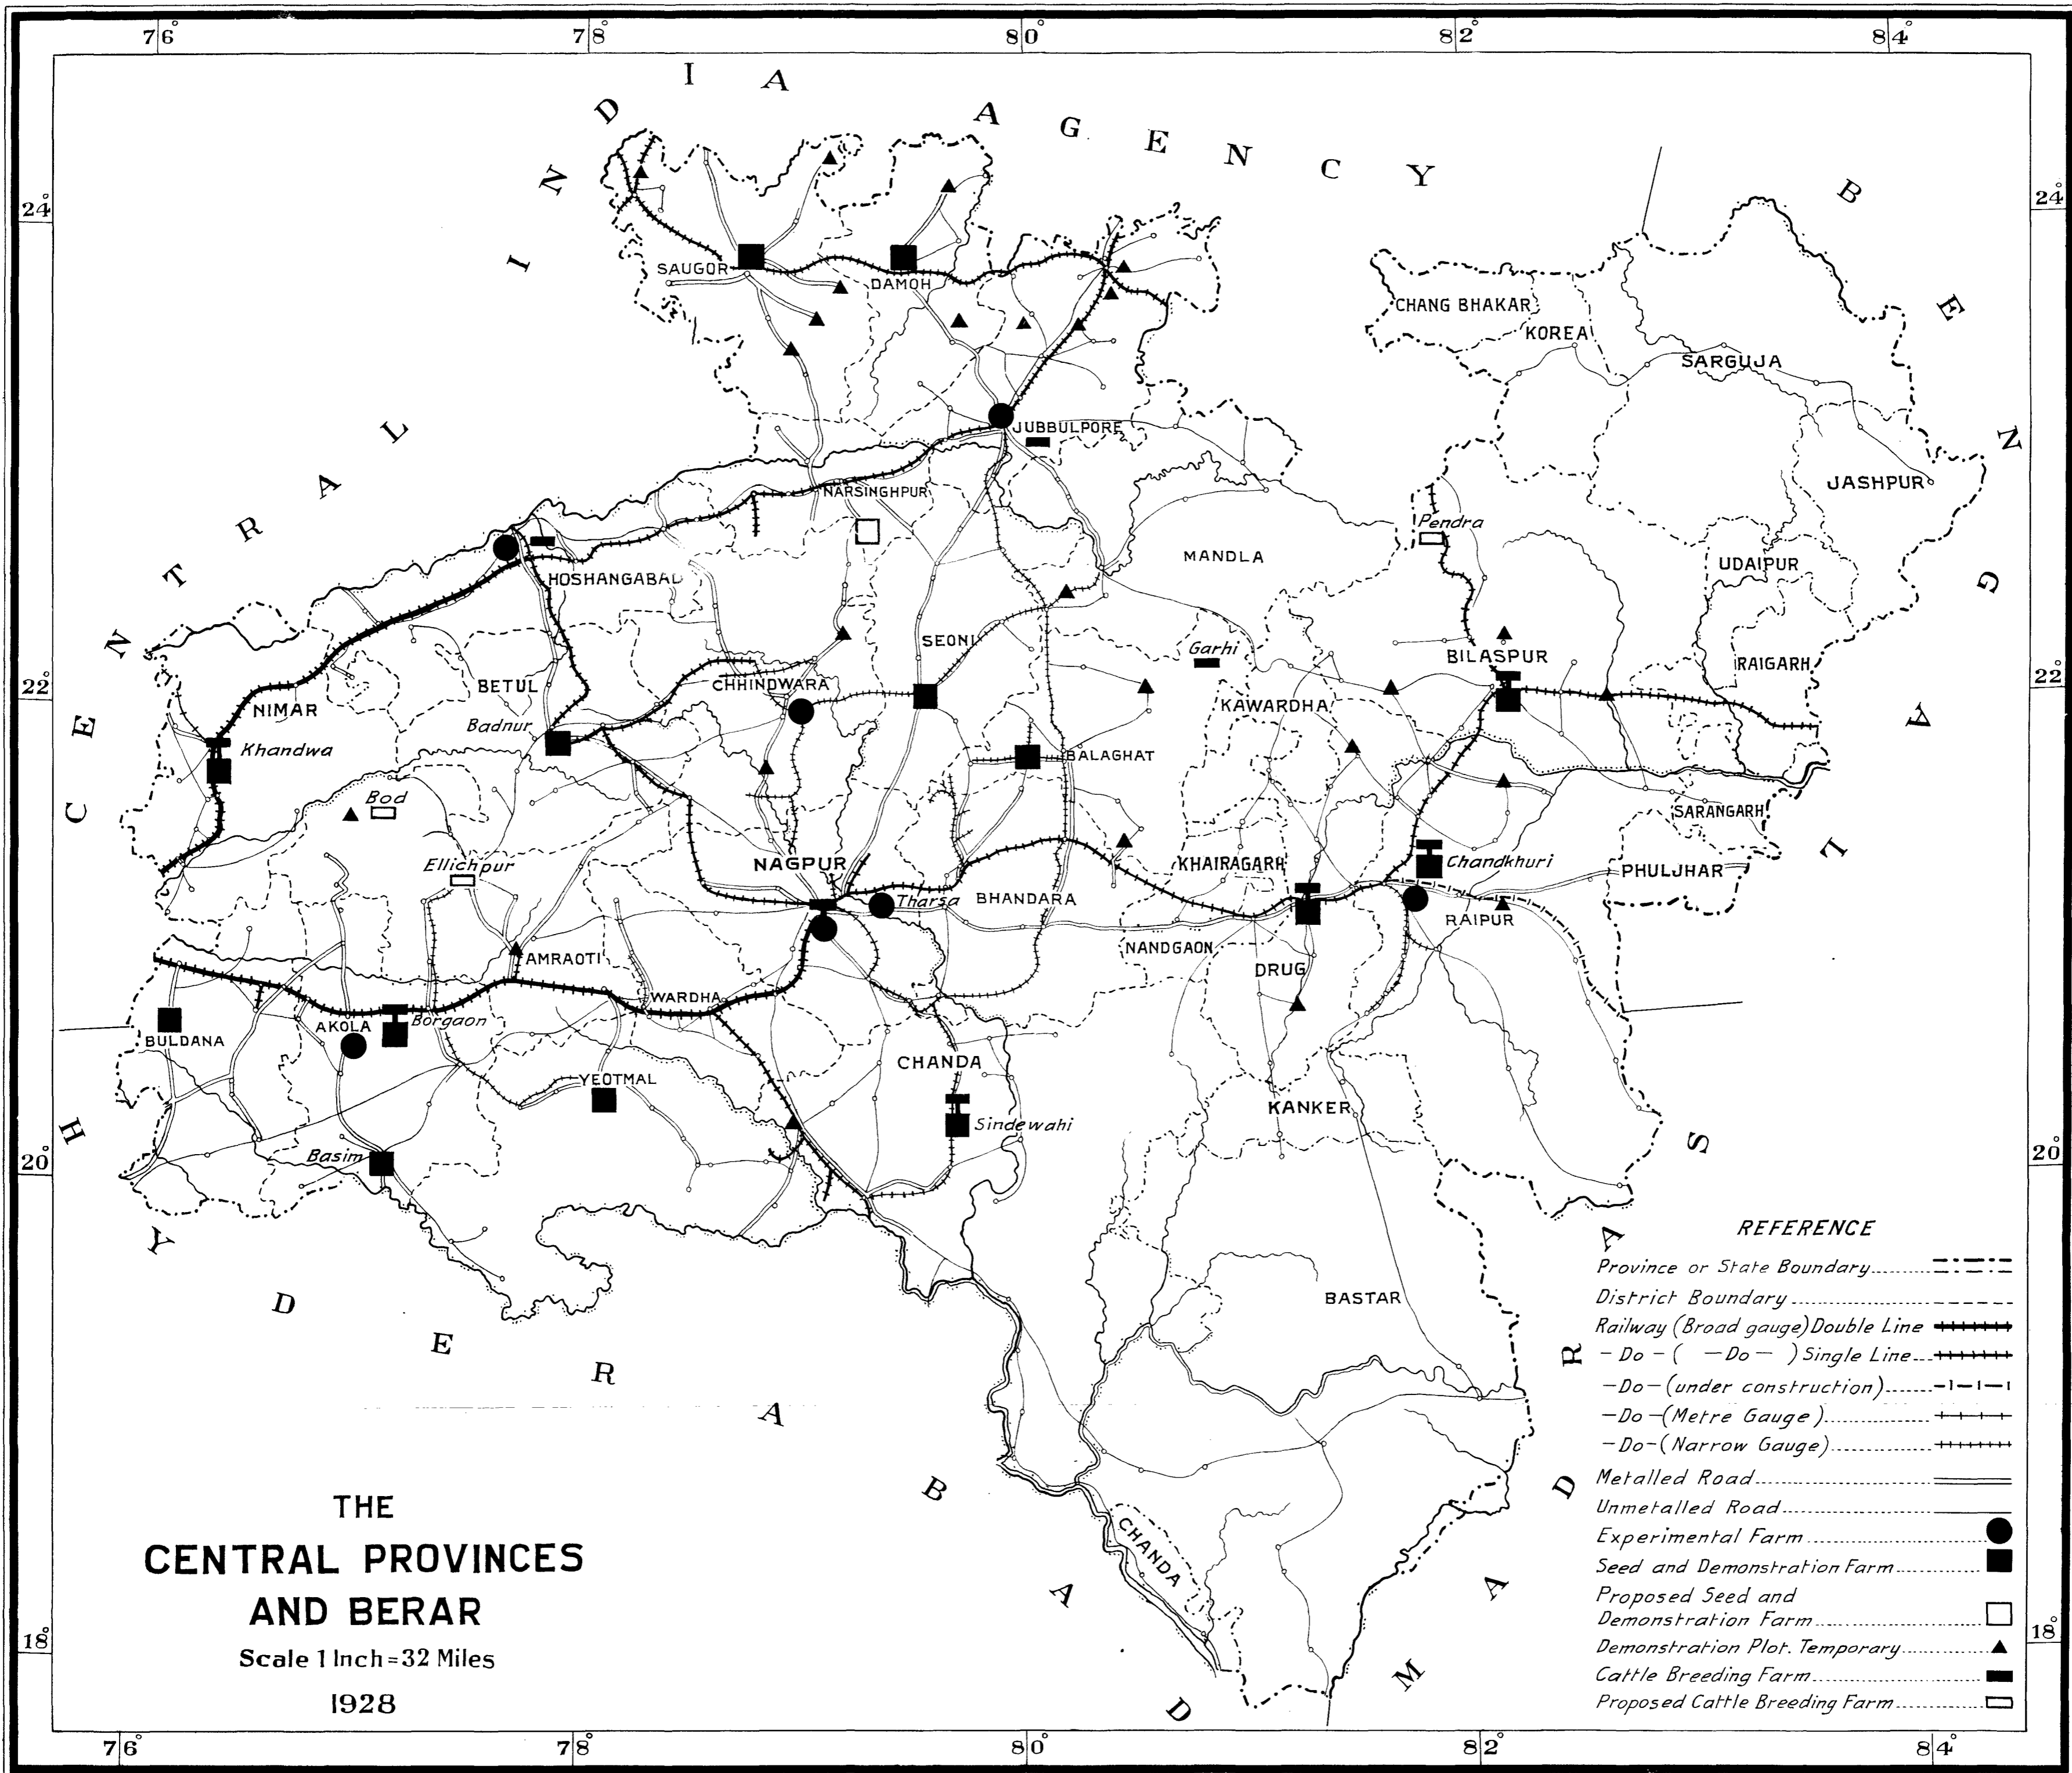 76° 78° 80° 82° 84°
CENTRAL INDIA AGENCY
BENGAL
MADRAS
HYDERABAD
24° 24°
22° 22°
20° 20°
18° 18°
SAUGOR
DAMOH
CHANG BHAKAR
KOREA
SARGUJA
JUBBULPORE
JASHPUR
NARSINGHPUR
Pendra
MANDLA
UDAIPUR
HOSHANGABAD
SEONI
Garhi
BILASPUR
RAIGARH
CHHINDWARA
BETUL
KAWARDHA
NIMAR
Badnur
Khandwa
BALAGHAT
Bod
SARANGARH
Ellichpur
NAGPUR
KHAIRAGARH
Chandkhuri
PHULJHAR
Tharsa
BHANDARA
RAIPUR
NANDGAON
AMRAOTI
DRUG
WARDHA
AKOLA
Borgaon
BULDANA
CHANDA
YEOTMAL
KANKER
Sindewahi
Basim
BASTAR
CHANDA
REFERENCE
Province or State Boundary
District Boundary
Railway (Broad gauge) Double Line
-Do-( -Do- ) Single Line
-Do-(under construction)
-Do-(Metre Gauge)
-Do-(Narrow Gauge)
Metalled Road
Unmetalled Road
Experimental Farm
Seed and Demonstration Farm
Proposed Seed and
Demonstration Farm
Demonstration Plot. Temporary
Cattle Breeding Farm
Proposed Cattle Breeding Farm
THE
CENTRAL PROVINCES
AND BERAR
Scale 1 Inch = 32 Miles
1928
76° 78° 80° 82° 84°